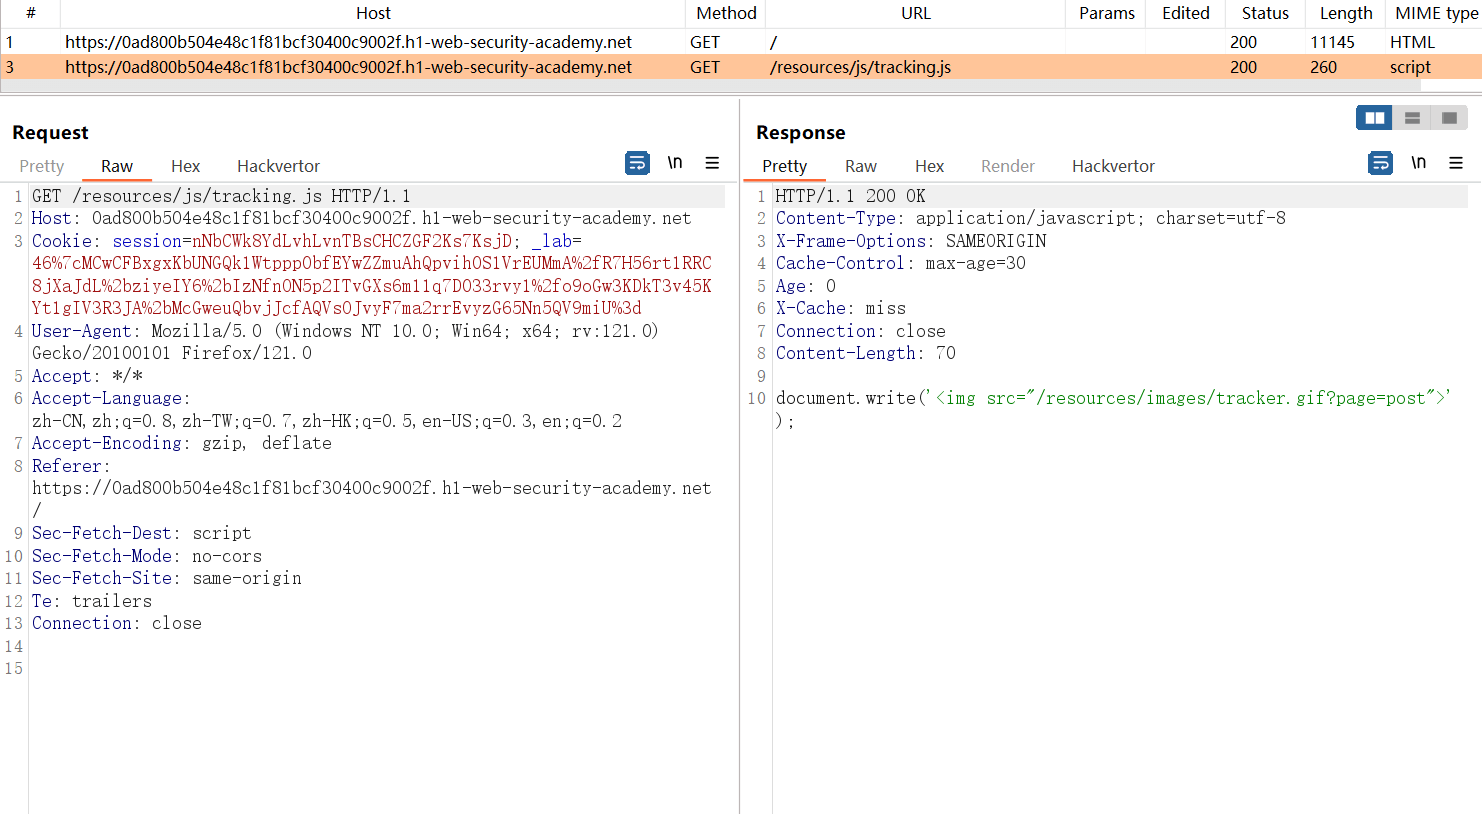 # Host Method URL Params Edited Status Length MIME type
1 https://0ad800b504e48c1f81bcf30400c9002f.h1-web-security-academy.net GET / 200 11145 HTML
3 https://0ad800b504e48c1f81bcf30400c9002f.h1-web-security-academy.net GET /resources/js/tracking.js 200 260 script
Request
Pretty Raw Hex Hackvertor \n
1 GET /resources/js/tracking.js HTTP/1.1
2 Host: 0ad800b504e48c1f81bcf30400c9002f.h1-web-security-academy.net
3 Cookie: session=nNbCWk8YdLvhLvnTBsCHCZGF2Ks7KsjD; _lab=
46%7cMCwCFBxgxKbUNGQk1WtpppObfEYwZZmuAhQpvihOS1VrEUMmA%2fR7H56rt1RRC
8jXaJdL%2bziyeIY6%2bIzNfnON5p2ITvGXs6m11q7DO33rvy1%2fo9oGw3KDkT3v45K
Yt1gIV3R3JA%2bMcGweuQbvjJcfAQVsOJvyF7ma2rrEvyzG65Nn5QV9miU%3d
4 User-Agent: Mozilla/5.0 (Windows NT 10.0; Win64; x64; rv:121.0)
Gecko/20100101 Firefox/121.0
5 Accept: */*
6 Accept-Language:
zh-CN,zh;q=0.8,zh-TW;q=0.7,zh-HK;q=0.5,en-US;q=0.3,en;q=0.2
7 Accept-Encoding: gzip, deflate
8 Referer:
https://0ad800b504e48c1f81bcf30400c9002f.h1-web-security-academy.net
/
9 Sec-Fetch-Dest: script
10 Sec-Fetch-Mode: no-cors
11 Sec-Fetch-Site: same-origin
12 Te: trailers
13 Connection: close
14
15
Response
Pretty Raw Hex Render Hackvertor \n
1 HTTP/1.1 200 OK
2 Content-Type: application/javascript; charset=utf-8
3 X-Frame-Options: SAMEORIGIN
4 Cache-Control: max-age=30
5 Age: 0
6 X-Cache: miss
7 Connection: close
8 Content-Length: 70
9
10 document.write('<img src="/resources/images/tracker.gif?page=post">'
);